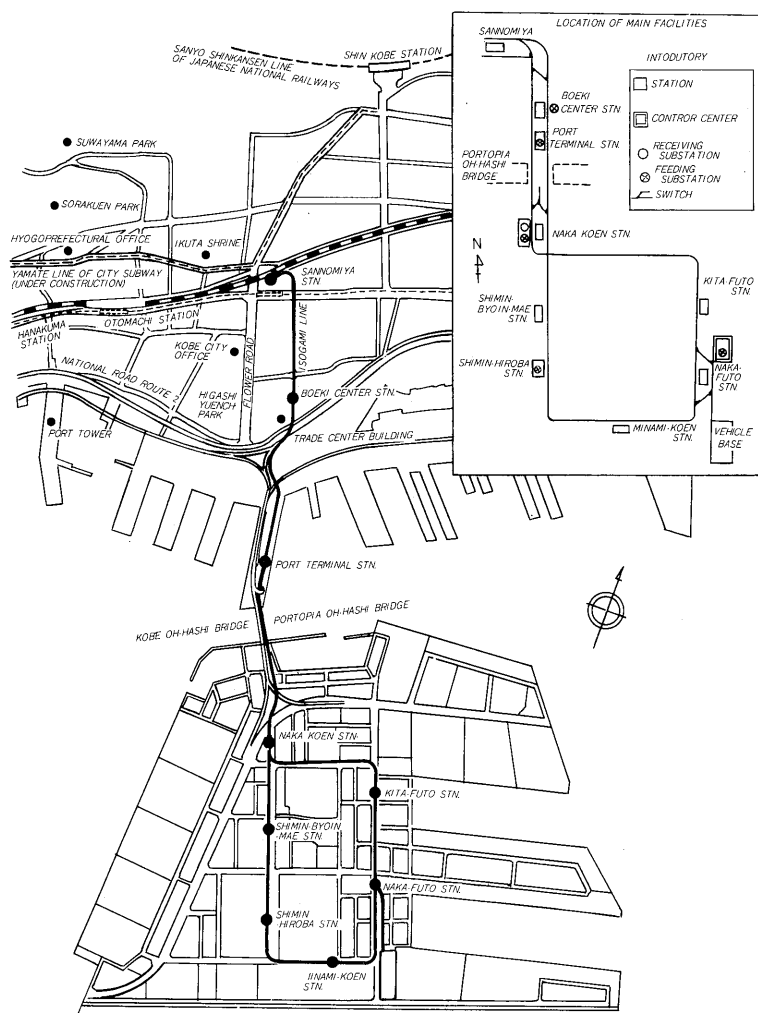 SANYO SHINKANSEN LINE
OF JAPANESE NATIONAL RAILWAYS
SHIN KOBE STATION
SUWAYAMA PARK
SORAKUEN PARK
HYOGOPREFECTURAL OFFICE
IKUTA SHRINE
YAMATE LINE OF CITY SUBWAY
(UNDER CONSTRUCTION)
SANNOMIYA
STN
HANAKUMA
STATION
OTOMACHI STATION
KOBE CITY
OFFICE
FLOWER ROAD
ISOGAMI LINE
NATIONAL ROAD ROUTE 2
HIGASHI
YUENCH
PARK
BOEKI CENTER STN.
PORT TOWER
TRADE CENTER BUILDING
PORT TERMINAL STN.
KOBE OH-HASHI BRIDGE
PORTOPIA OH-HASHI BRIDGE
NAKA KOEN STN.
KITA-FUTO STN.
SHIMIN-BYOIN
-MAE STN.
NAKA-FUTO STN.
SHIMIN
HIROBA STN
IINAMI-KOEN
STN.
LOCATION OF MAIN FACILITIES
SANNOMIYA
INTODUTORY
STATION
CONTROR CENTER
RECEIVING
SUBSTATION
FEEDING
SUBSTATION
SWITCH
BOEKI
CENTER STN.
PORT
TERMINAL STN.
PORTOPIA
OH-HASHI
BRIDGE
NAKA KOEN STN.
N
KITA-FUTO
STN.
SHIMIN-
BYOIN-MAE
STN.
SHIMIN-HIROBA
STN.
NAKA-
FUTO
STN.
MINAMI-KOEN
STN.
VEHICLE
BASE